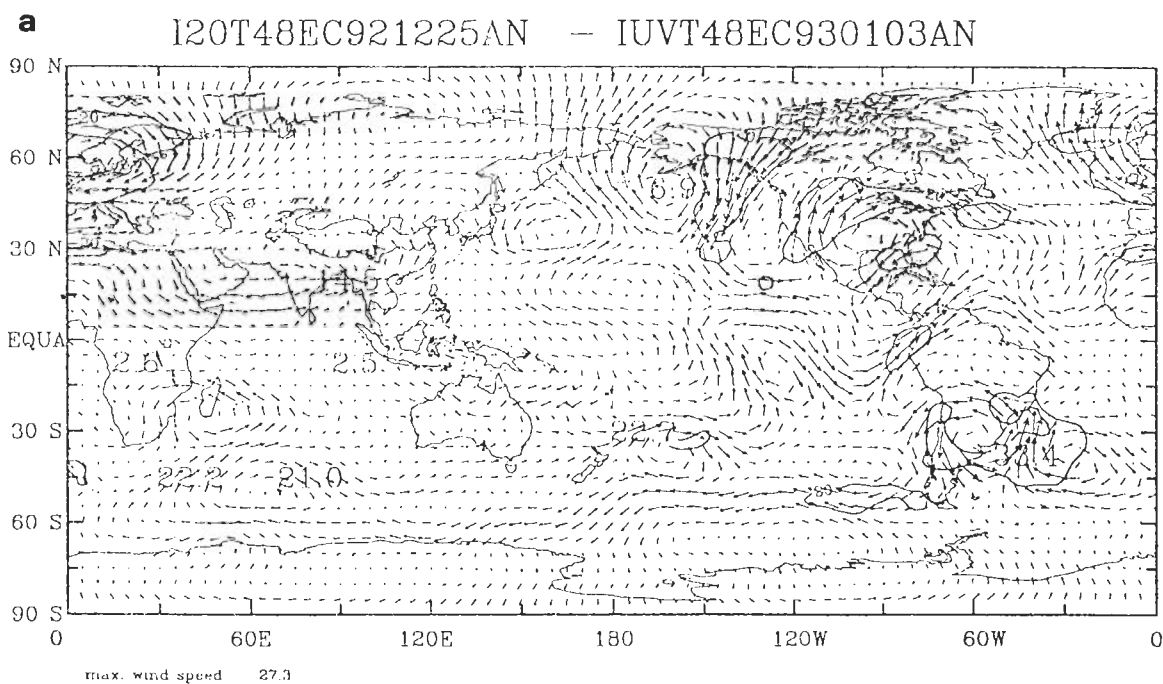 a
I20T48EC921225AN – IUVT48EC930103AN
90 N
60 N
30 N
EQUA
30 S
60 S
90 S
2.5
22.2 21.0
80
0 60E 120E 180 120W 60W 0
max. wind speed 27.3